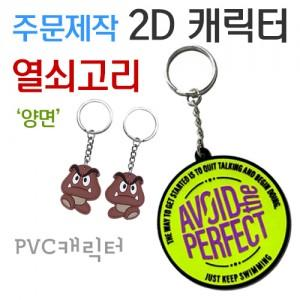 주문제작 2D 캐릭터
열쇠고리
'양면'
PVC캐릭터
THE WAY TO GET STARTED IS TO QUIT TALKING AND BEGIN DOING.
AVOID
the
PERFECT
JUST KEEP SWIMMING